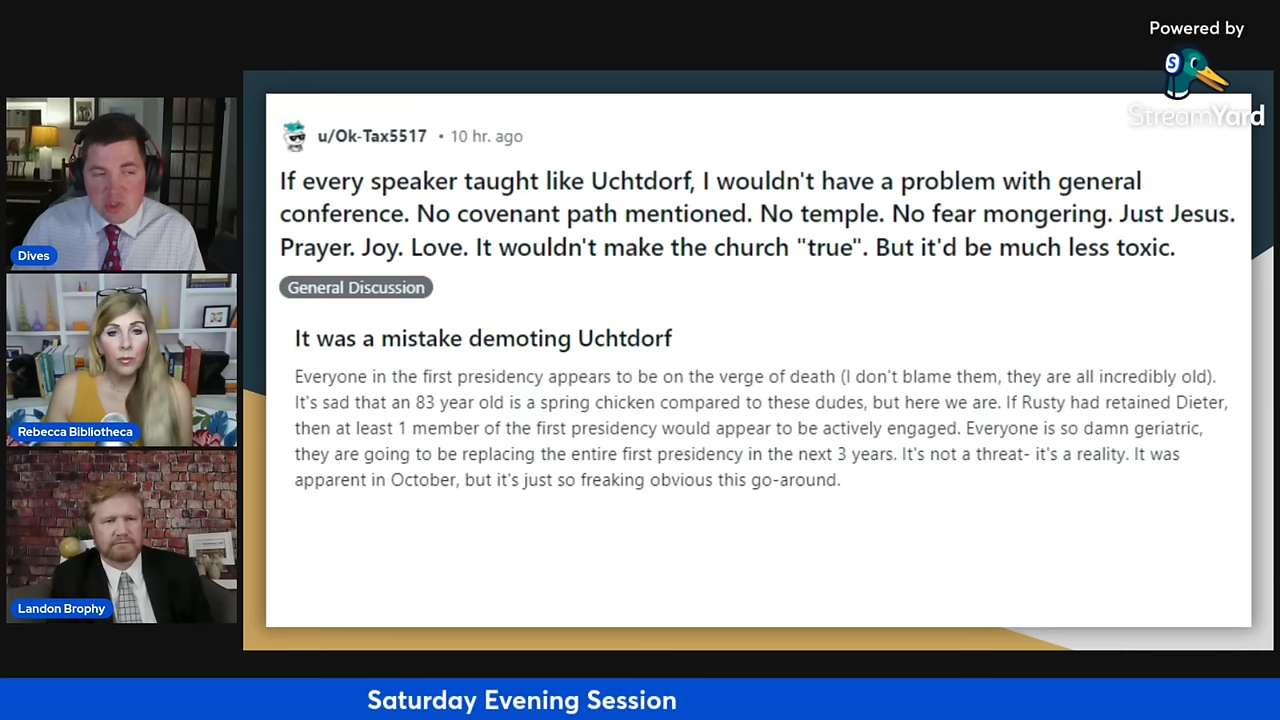 Powered by
S
StreamYard
u/Ok-Tax5517 • 10 hr. ago
If every speaker taught like Uchtdorf, I wouldn't have a problem with general
conference. No covenant path mentioned. No temple. No fear mongering. Just Jesus.
Prayer. Joy. Love. It wouldn't make the church "true". But it'd be much less toxic.
General Discussion
It was a mistake demoting Uchtdorf
Everyone in the first presidency appears to be on the verge of death (I don't blame them, they are all incredibly old).
It's sad that an 83 year old is a spring chicken compared to these dudes, but here we are. If Rusty had retained Dieter,
then at least 1 member of the first presidency would appear to be actively engaged. Everyone is so damn geriatric,
they are going to be replacing the entire first presidency in the next 3 years. It's not a threat- it's a reality. It was
apparent in October, but it's just so freaking obvious this go-around.
Dives
Rebecca Bibliotheca
Landon Brophy
Saturday Evening Session